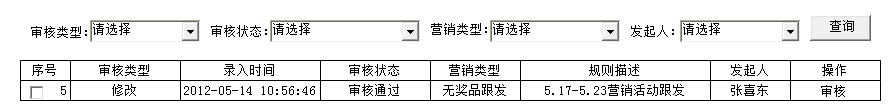 审核类型:请选择 审核状态:请选择 营销类型:请选择 发起人:请选择 查询
序号 审核类型 录入时间 审核状态 营销类型 规则描述 发起人 操作
5 修改 2012-05-14 10:56:46 审核通过 无奖品跟发 5.17-5.23营销活动跟发 张喜东 审核